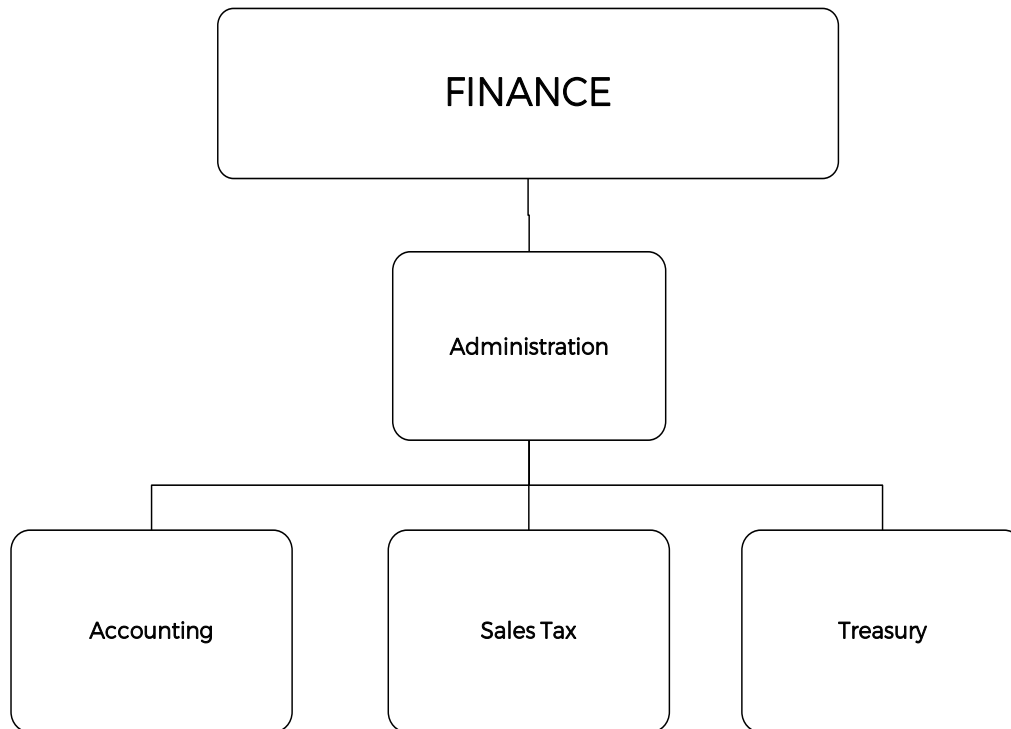 FINANCE
Administration
Accounting
Sales Tax
Treasury